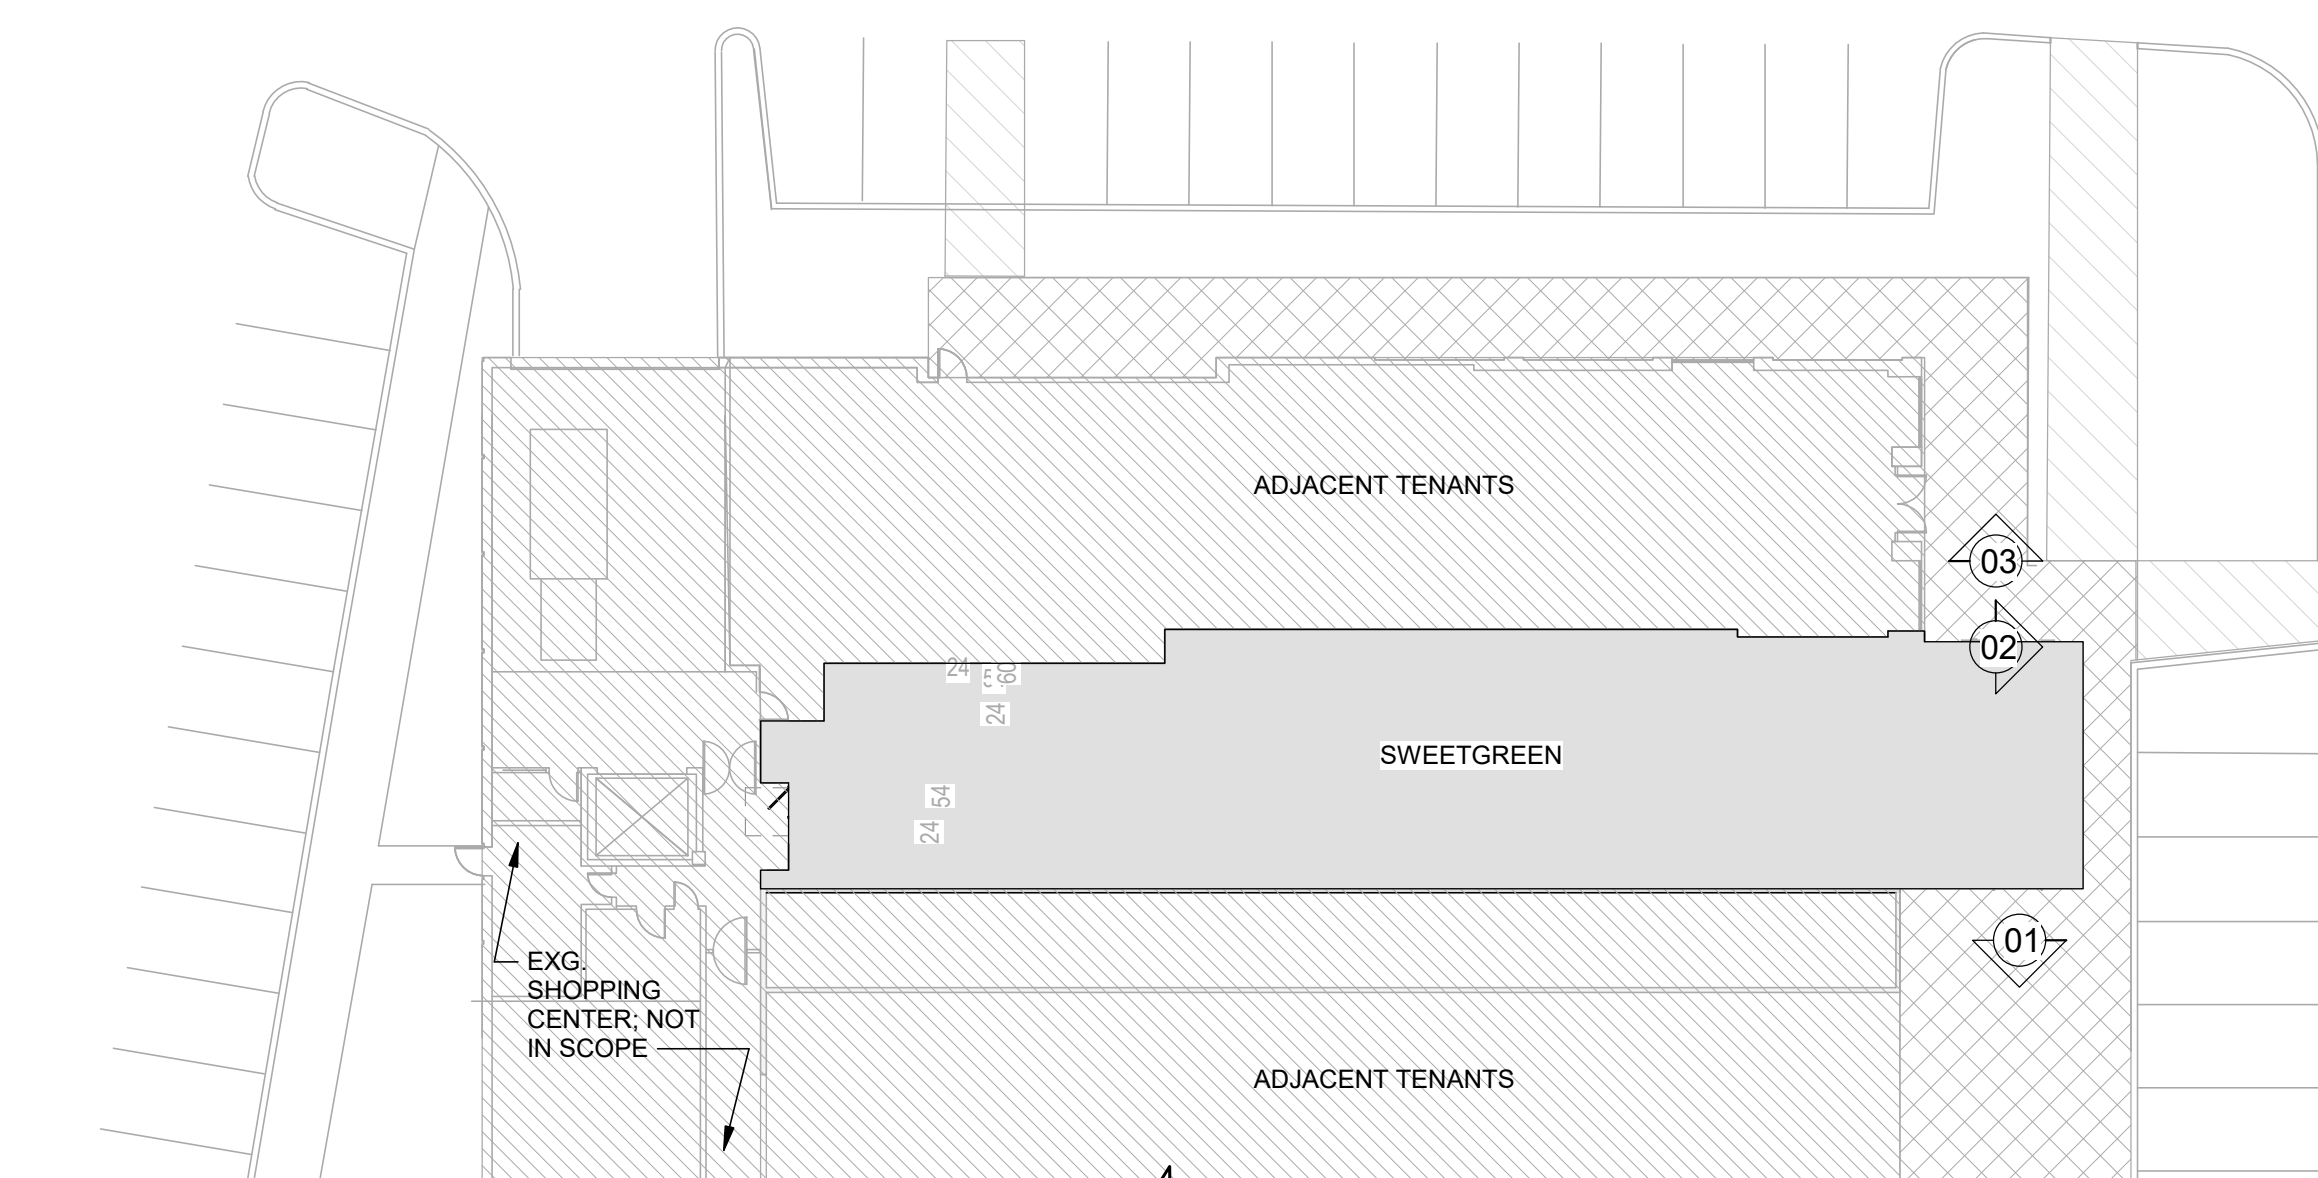 ADJACENT TENANTS
03
02
24
60
24
SWEETGREEN
54
24
01
EXG.
SHOPPING
CENTER; NOT
IN SCOPE
ADJACENT TENANTS